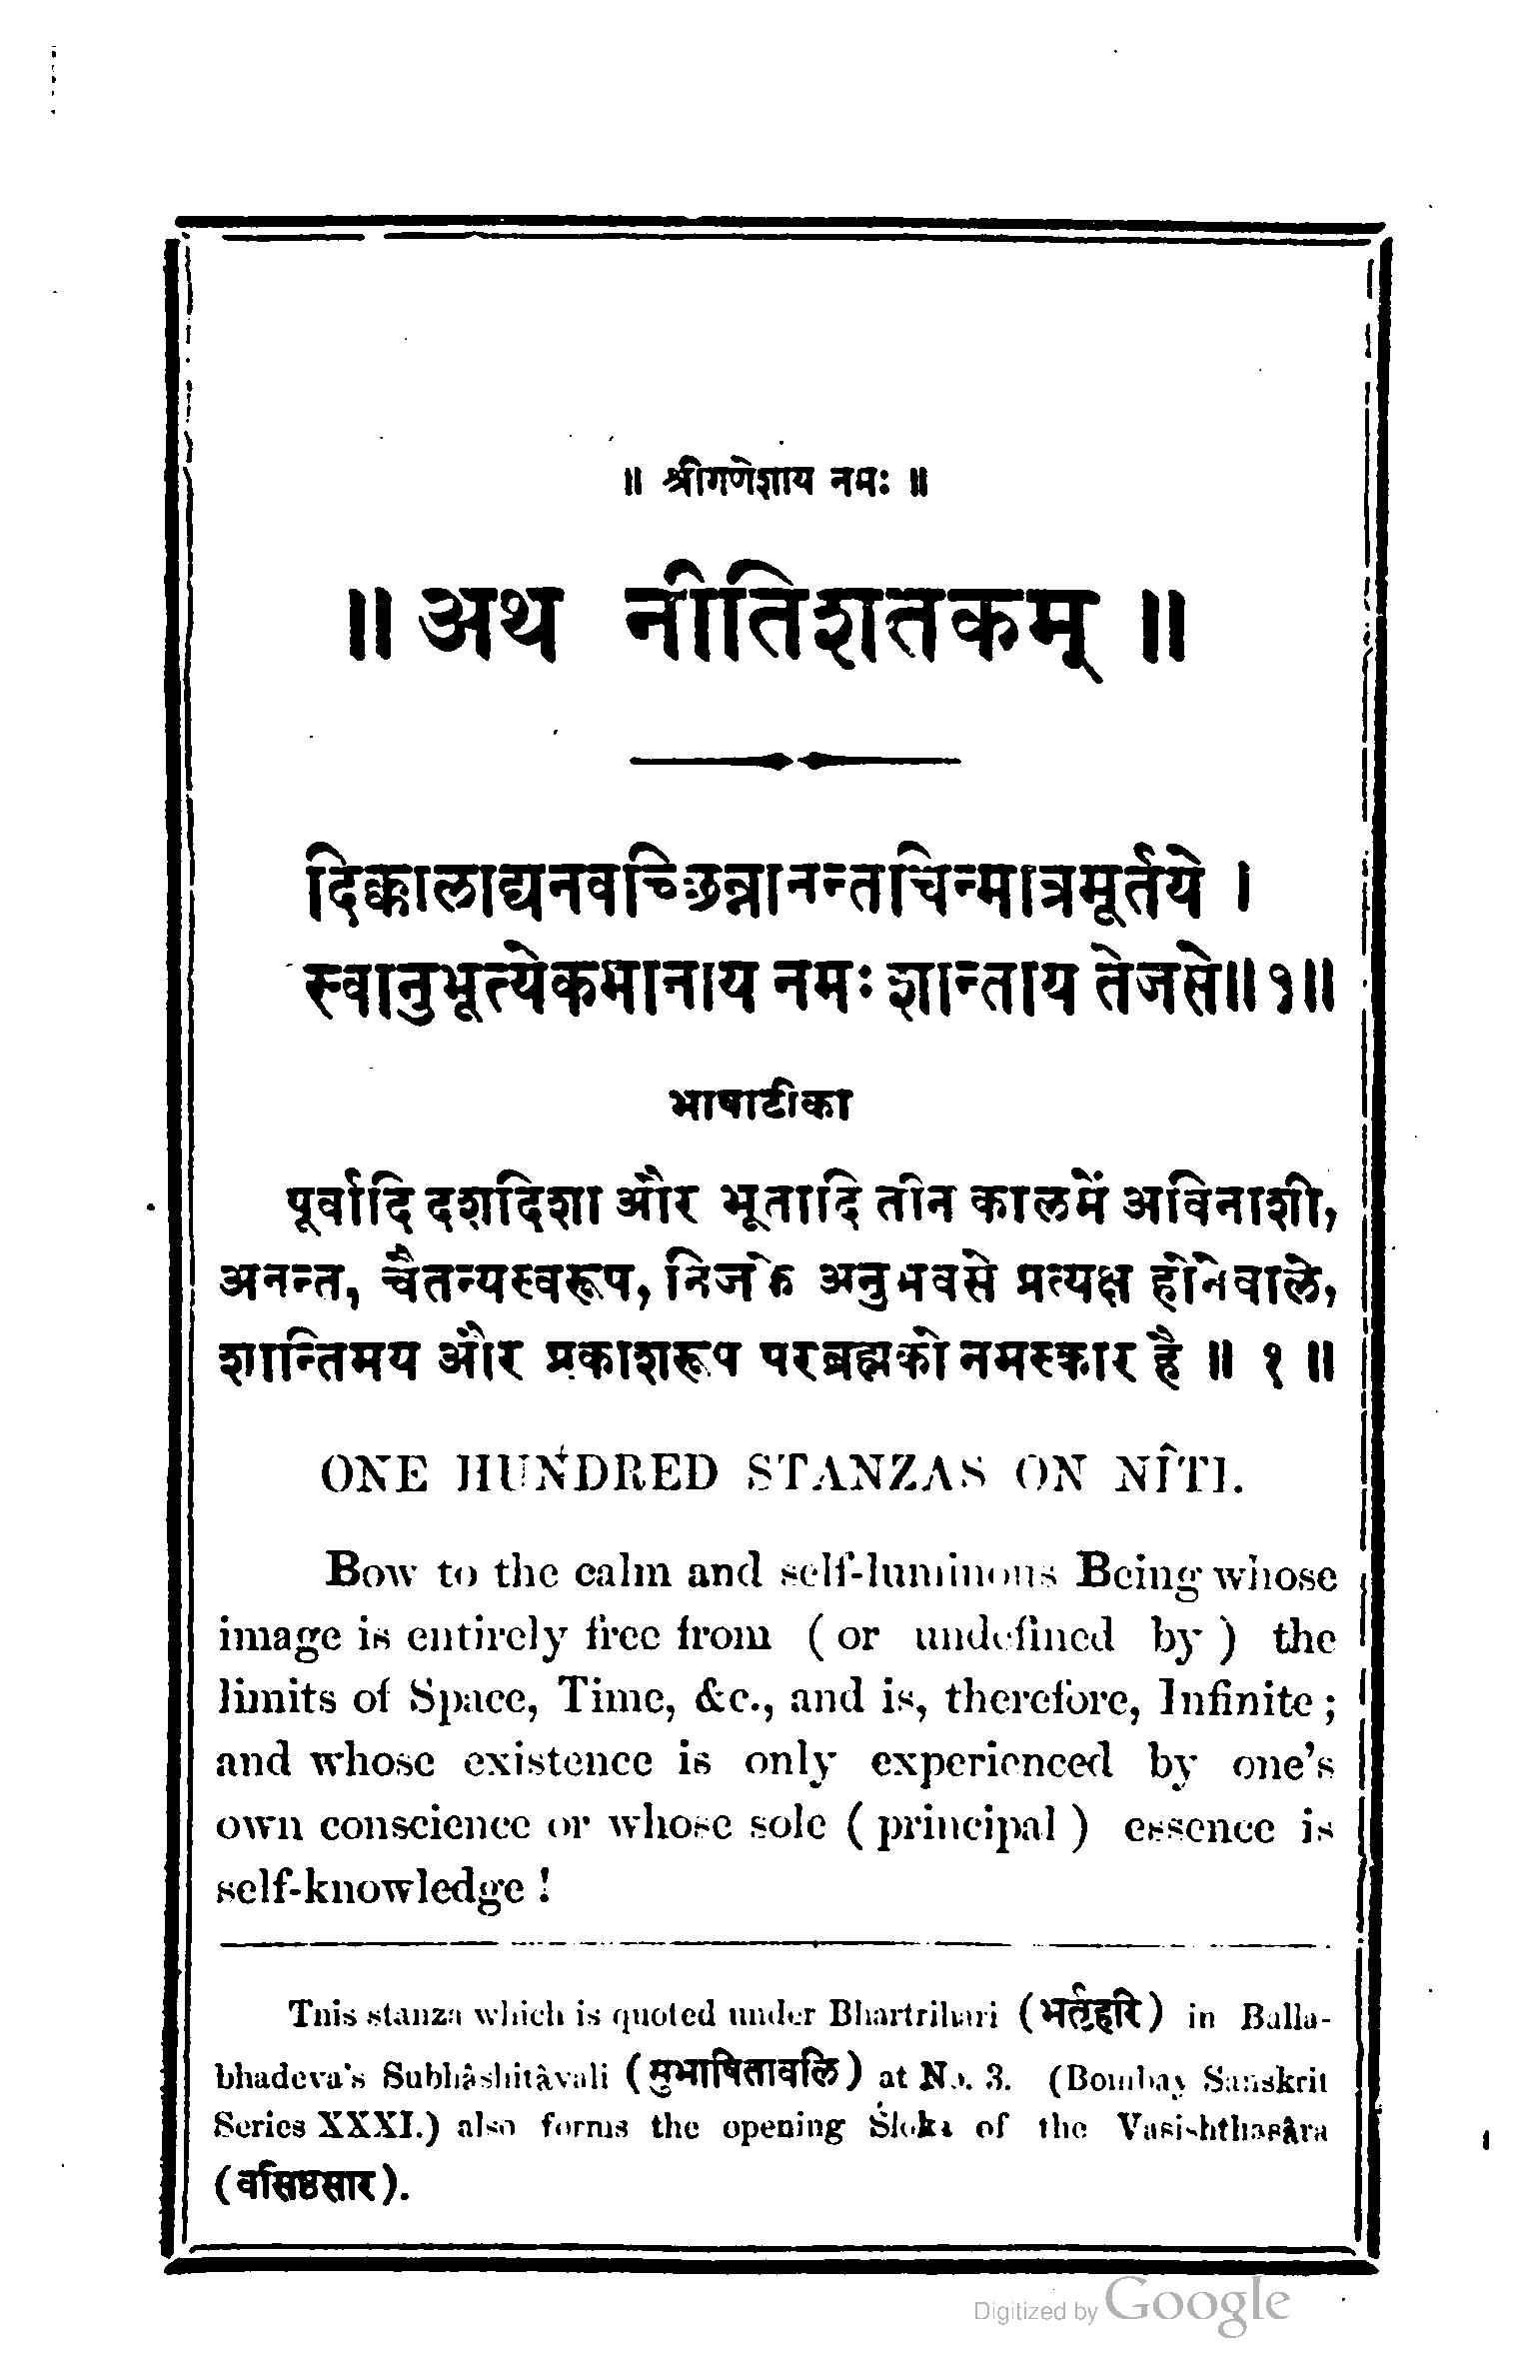 ॥ श्रीगणेशाय नमः ॥
॥ अथ नीतिशतकम् ॥
दिक्कालाद्यनवच्छिन्नानन्तचिन्मात्रमूर्तये ।
स्वानुभूत्येकमानाय नमः शान्ताय तेजसे॥ १॥
भाषाटीका
पूर्वादि दशदिशा और भूतादि तीन कालमें अविनाशी,
अनन्त, चैतन्यस्वरूप, निजके अनुभवसे प्रत्यक्ष होनेवाले,
शान्तिमय और प्रकाशरूप परब्रह्मको नमस्कार है ॥ १ ॥
ONE HUNDRED STANZAS ON NÎTI.
Bow to the calm and self-luminous Being whose
image is entirely free from ( or undefined by ) the
limits of Space, Time, &c., and is, therefore, Infinite ;
and whose existence is only experienced by one's
own conscience or whose sole ( principal ) essence is
self-knowledge !
This stanza which is quoted under Bhartrihari (भर्तृहरि) in Balla-
bhadeva's Subhâshitâvali (सुभाषितावलि) at No. 3. (Bombay Sanskrit
Series XXXI.) also forms the opening Śloka of the Vasishthasâra
(वसिष्ठसार).
Digitized by Google